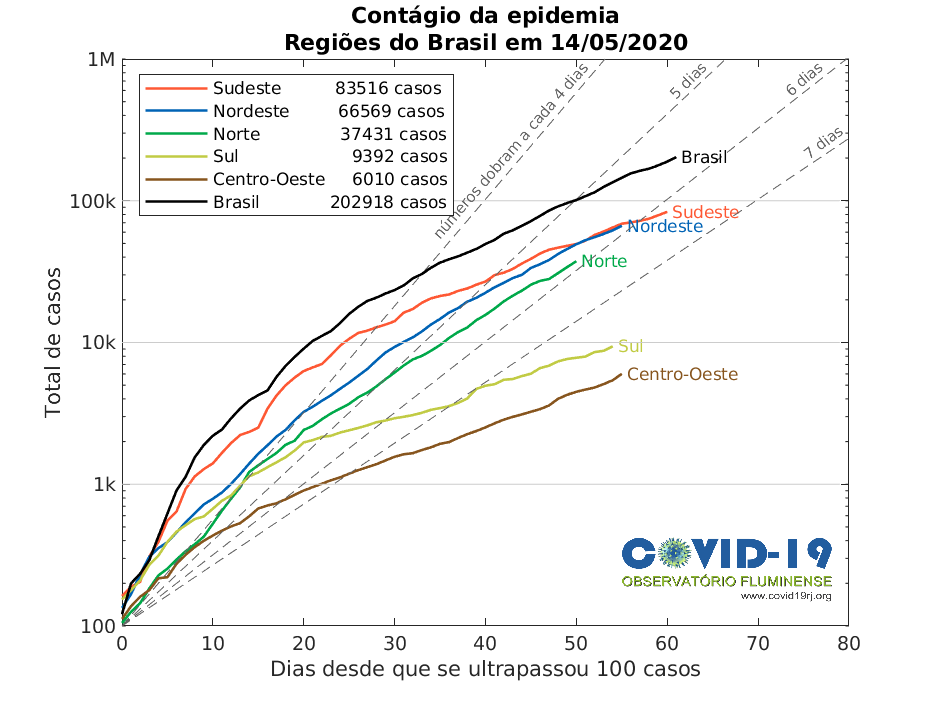 Contágio da epidemia
Regiões do Brasil em 14/05/2020
Sudeste 83516 casos
Nordeste 66569 casos
Norte 37431 casos
Sul 9392 casos
Centro-Oeste 6010 casos
Brasil 202918 casos
números dobram a cada 4 dias
5 dias
6 dias
7 dias
Brasil
Sudeste
Nordeste
Norte
Sul
Centro-Oeste
1M
100k
10k
1k
100
Total de casos
0 10 20 30 40 50 60 70 80
Dias desde que se ultrapassou 100 casos
COVID-19
OBSERVATÓRIO FLUMINENSE
www.covid19rj.org